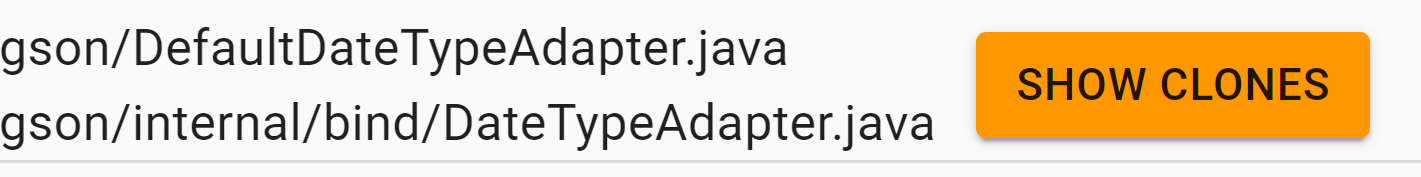 gson/DefaultDateTypeAdapter.java
gson/internal/bind/DateTypeAdapter.java
SHOW CLONES